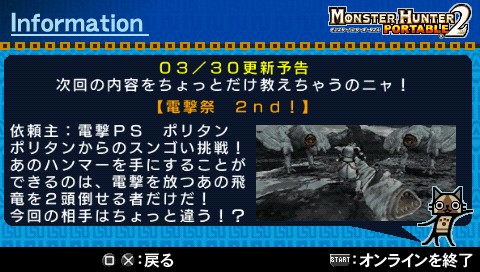 Information
MONSTER HUNTER
PORTABLE 2
03／30更新予告
次回の内容をちょっとだけ教えちゃうのニャ！
【電撃祭　2nd！】
依頼主：電撃PS　ポリタン
ポリタンからのスンゴい挑戦！
あのハンマーを手にすることが
できるのは、電撃を放つあの飛
竜を２頭倒せる者だけだ！
今回の相手はちょっと違う！？
□×:戻る
START:オンラインを終了